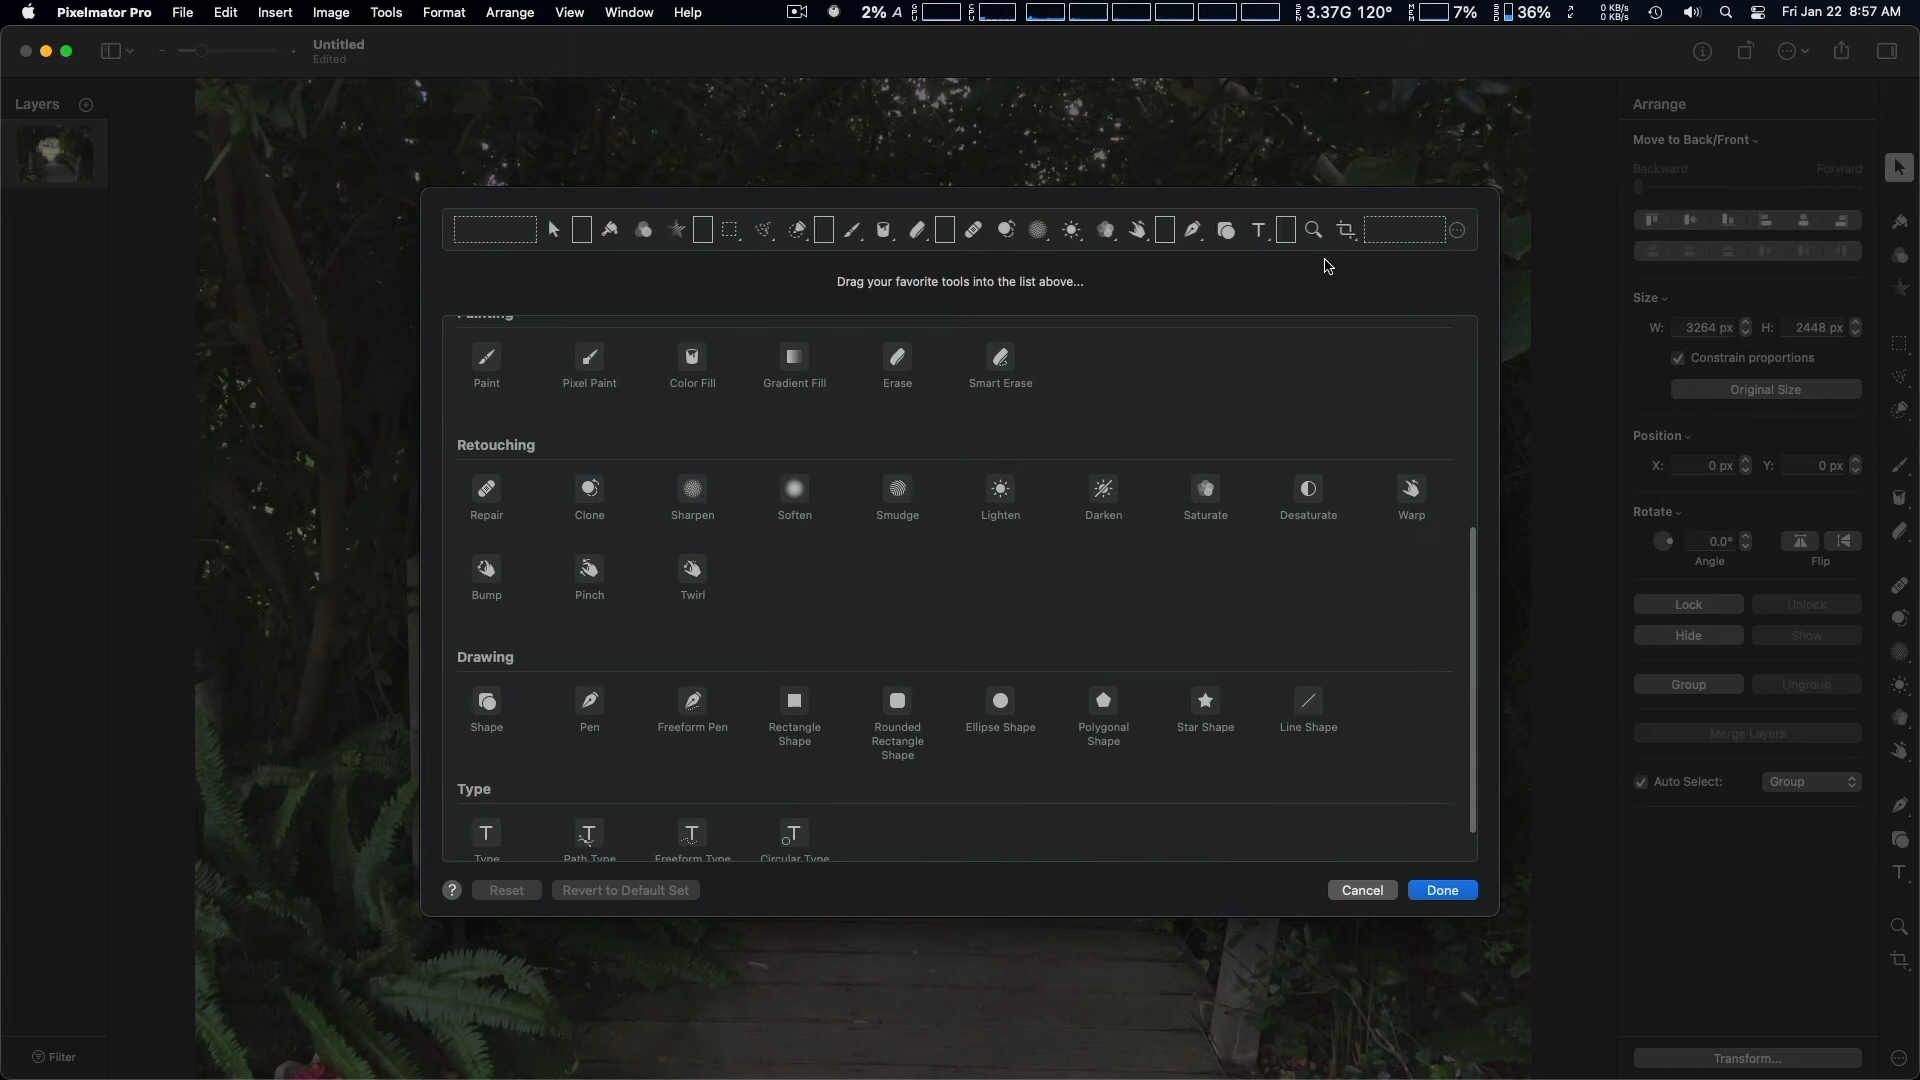 Pixelmator Pro File Edit Insert Image Tools Format Arrange View Window Help 2% A 3.37G 120° 7% 36% 0 KB/s 0 KB/s Fri Jan 22 8:57 AM
Untitled
Edited
Layers
Arrange
Move to Back/Front
Backward Forward
Drag your favorite tools into the list above...
Size
W: 3264 px H: 2448 px
Constrain proportions
Original Size
Position
X: 0 px Y: 0 px
Rotate
0.0°
Angle Flip
Lock Unlock
Hide Show
Group Ungroup
Merge Layers
Auto Select: Group
Transform...
Painting
Paint Pixel Paint Color Fill Gradient Fill Erase Smart Erase
Retouching
Repair Clone Sharpen Soften Smudge Lighten Darken Saturate Desaturate Warp
Bump Pinch Twirl
Drawing
Shape Pen Freeform Pen Rectangle Shape Rounded Rectangle Shape Ellipse Shape Polygonal Shape Star Shape Line Shape
Type
Type Path Type Freeform Type Circular Type
? Reset Revert to Default Set Cancel Done
Filter